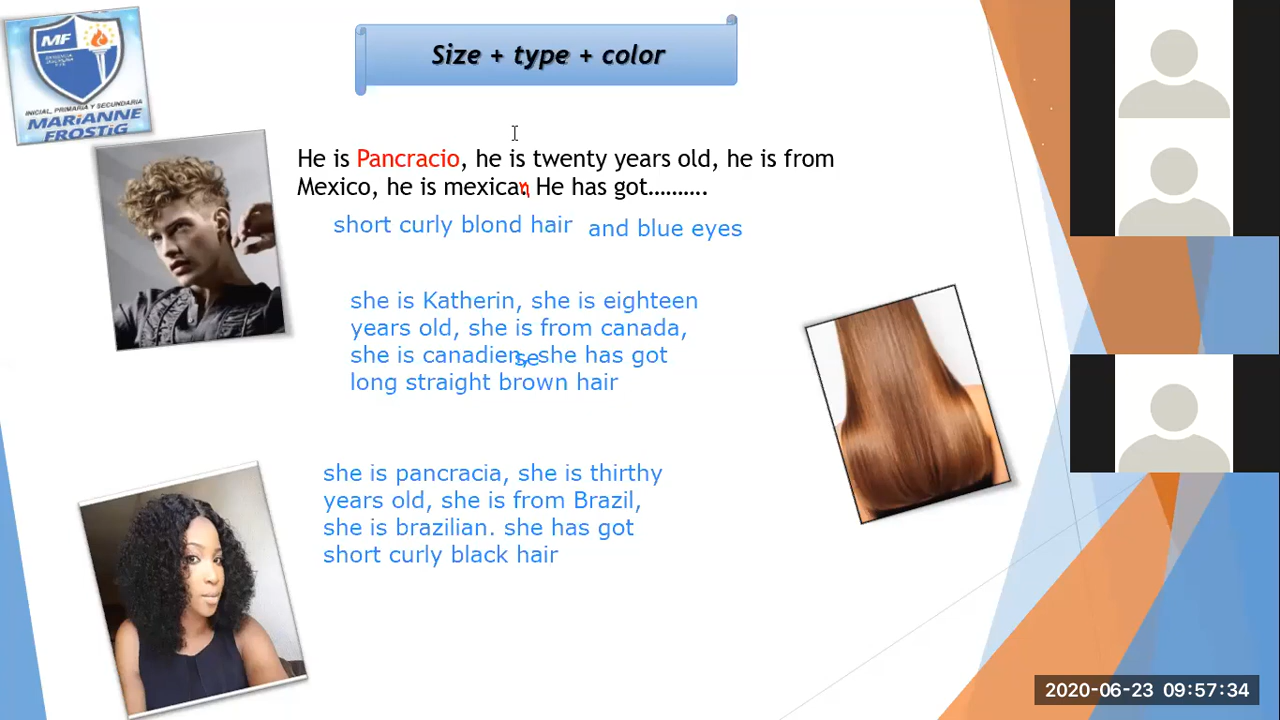 MF
INICIAL, PRIMARIA Y SECUNDARIA
MARiANNE
FROSTiG
Size + type + color
He is Pancracio, he is twenty years old, he is from
Mexico, he is mexican. He has got..........
short curly blond hair and blue eyes
she is Katherin, she is eighteen
years old, she is from canada,
she is canadien, she has got
se
long straight brown hair
she is pancracia, she is thirthy
years old, she is from Brazil,
she is brazilian. she has got
short curly black hair
2020-06-23 09:57:34